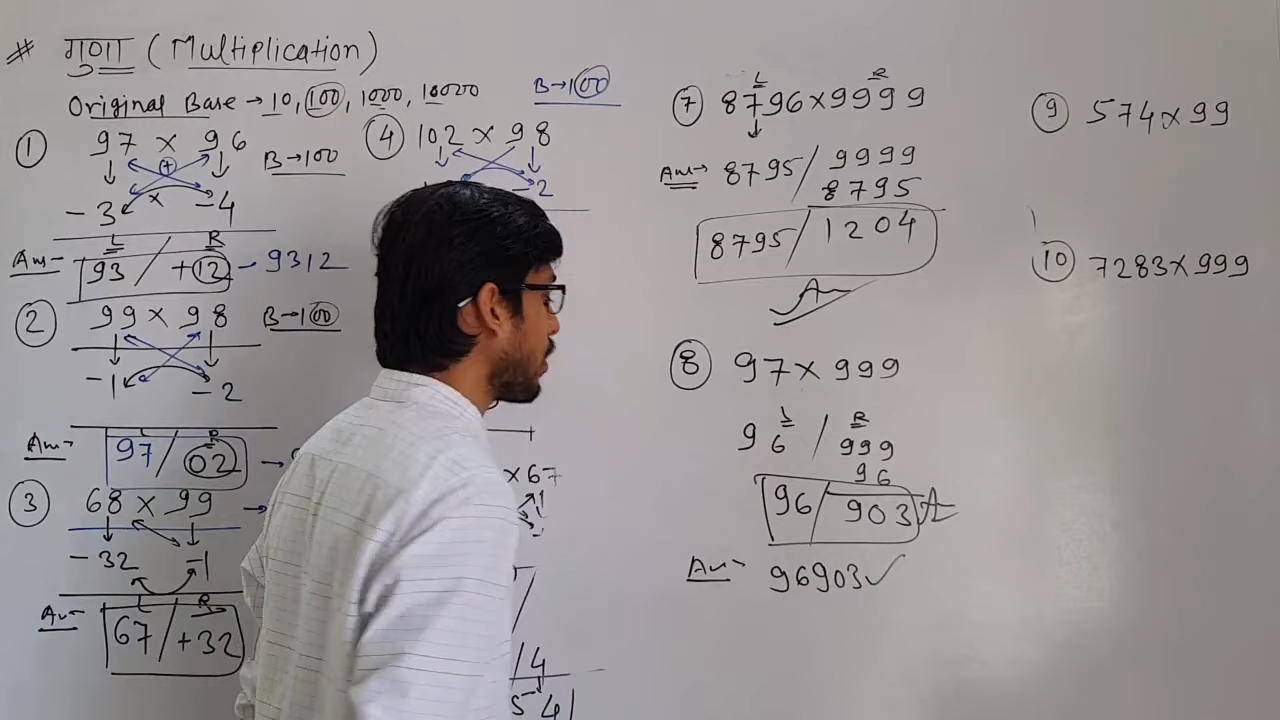 # गुणा (Multiplication)
Original Base → 10, 100, 1000, 10000
① 97 x 96 B→100
+
x
-3 -4
L R
Ans- 93 / +12 - 9312
② 99 x 98 B→100
-1 -2
L R
Ans- 97 / 02 →
③ 68 x 99 →
-32 -1
L R
Ans- 67 / +32
B→100
④ 102 x 98
-2
x 67
/ 4
541
⑦ 8796 x 9999
L R
Ans→ 8795 / 9999
8795
8795 / 1204
Ans
⑧ 97 x 999
L R
96 / 999
96
96 / 903 A
Ans- 96903 ✓
⑨ 574 x 99
⑩ 7283 x 999